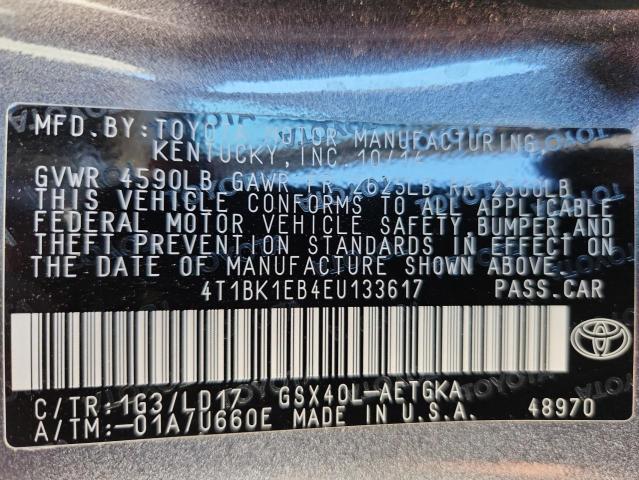 MFD. BY: TOYOTA MOTOR MANUFACTURING,
KENTUCKY, INC. 10/14
GVWR 4590LB GAWR FR 2625LB RR 2500LB
THIS VEHICLE CONFORMS TO ALL APPLICABLE
FEDERAL MOTOR VEHICLE SAFETY, BUMPER, AND
THEFT PREVENTION STANDARDS IN EFFECT ON
THE DATE OF MANUFACTURE SHOWN ABOVE
4T1BK1EB4EU133617 PASS.CAR
C/TR:1G3/LD17 GSX40L-AETGKA
A/TM:-01A/U660E MADE IN U.S.A. 48970